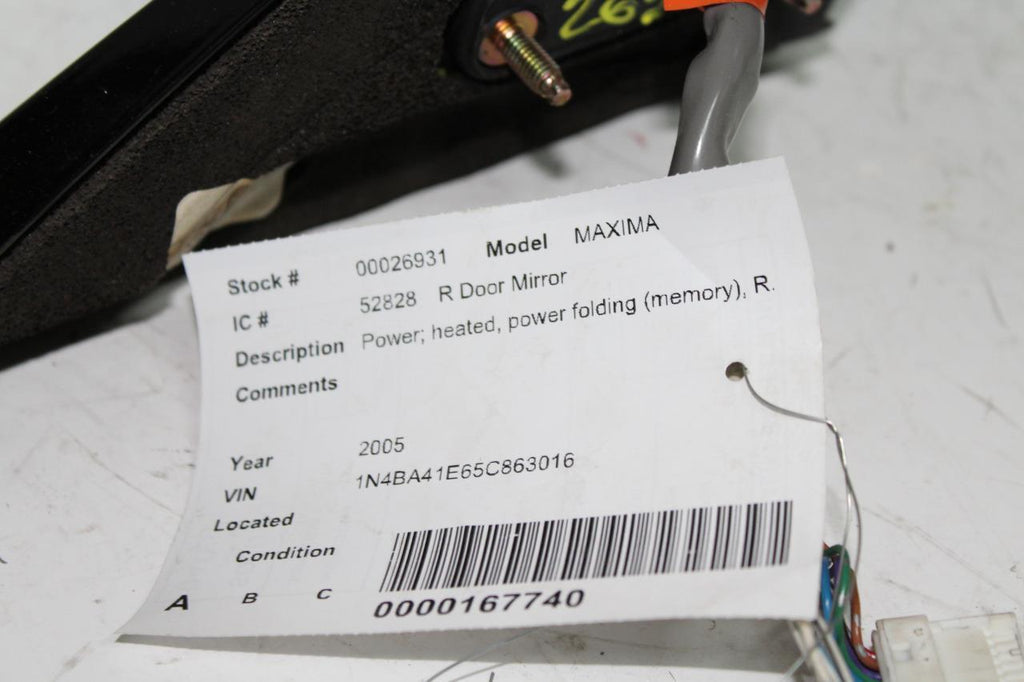 Stock # 00026931 Model MAXIMA
IC # 52828 R Door Mirror
Description Power; heated, power folding (memory), R.
Comments
Year 2005
VIN 1N4BA41E65C863016
Located
Condition
A B C
0000167740